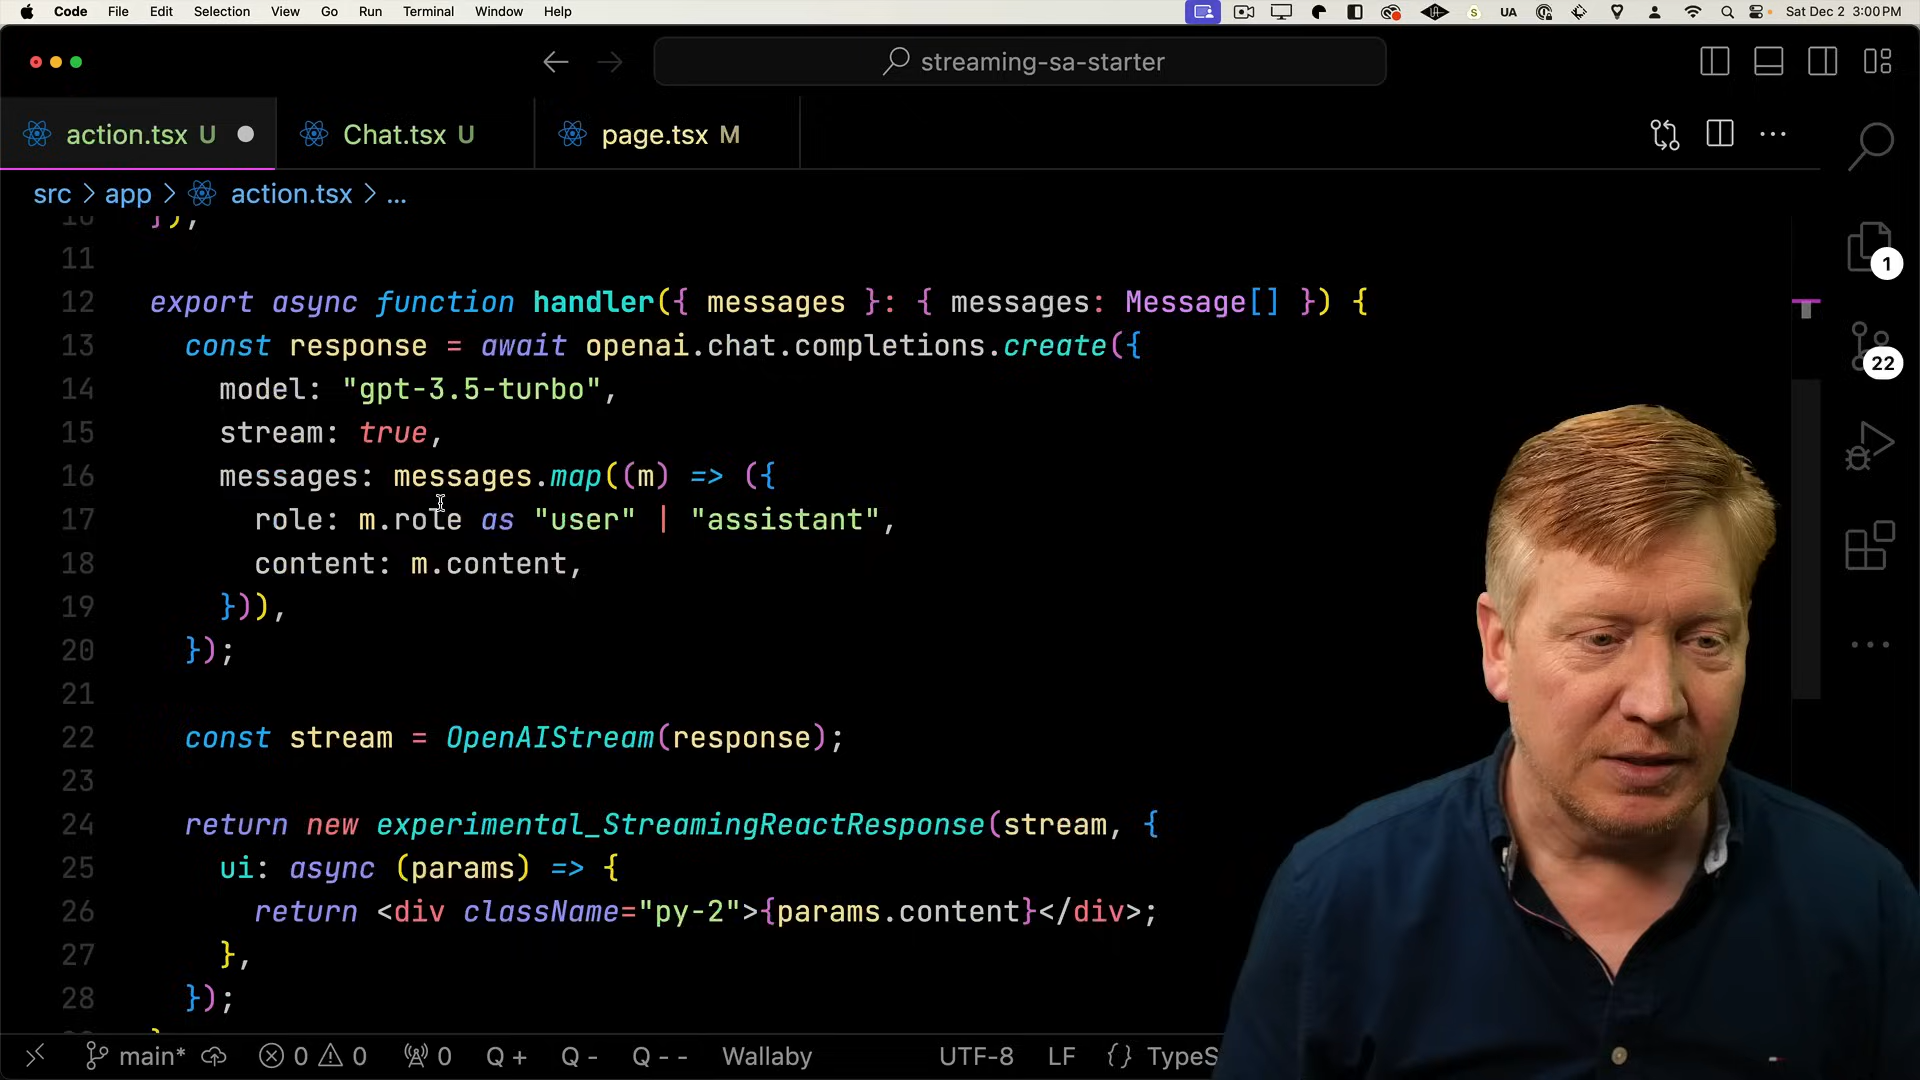 Code File Edit Selection View Go Run Terminal Window Help
S UA Sat Dec 2 3:00 PM
streaming-sa-starter
action.tsx U Chat.tsx U page.tsx M
src > app > action.tsx > ...
10 }),
11
12 export async function handler({ messages }: { messages: Message[] }) {
13 const response = await openai.chat.completions.create({
14 model: "gpt-3.5-turbo",
15 stream: true,
16 messages: messages.map((m) => ({
17 role: m.role as "user" | "assistant",
18 content: m.content,
19 })),
20 });
21
22 const stream = OpenAIStream(response);
23
24 return new experimental_StreamingReactResponse(stream, {
25 ui: async (params) => {
26 return <div className="py-2">{params.content}</div>;
27 },
28 });
1
22
main* 0 0 0 Q + Q - Q - - Wallaby UTF-8 LF {} TypeS